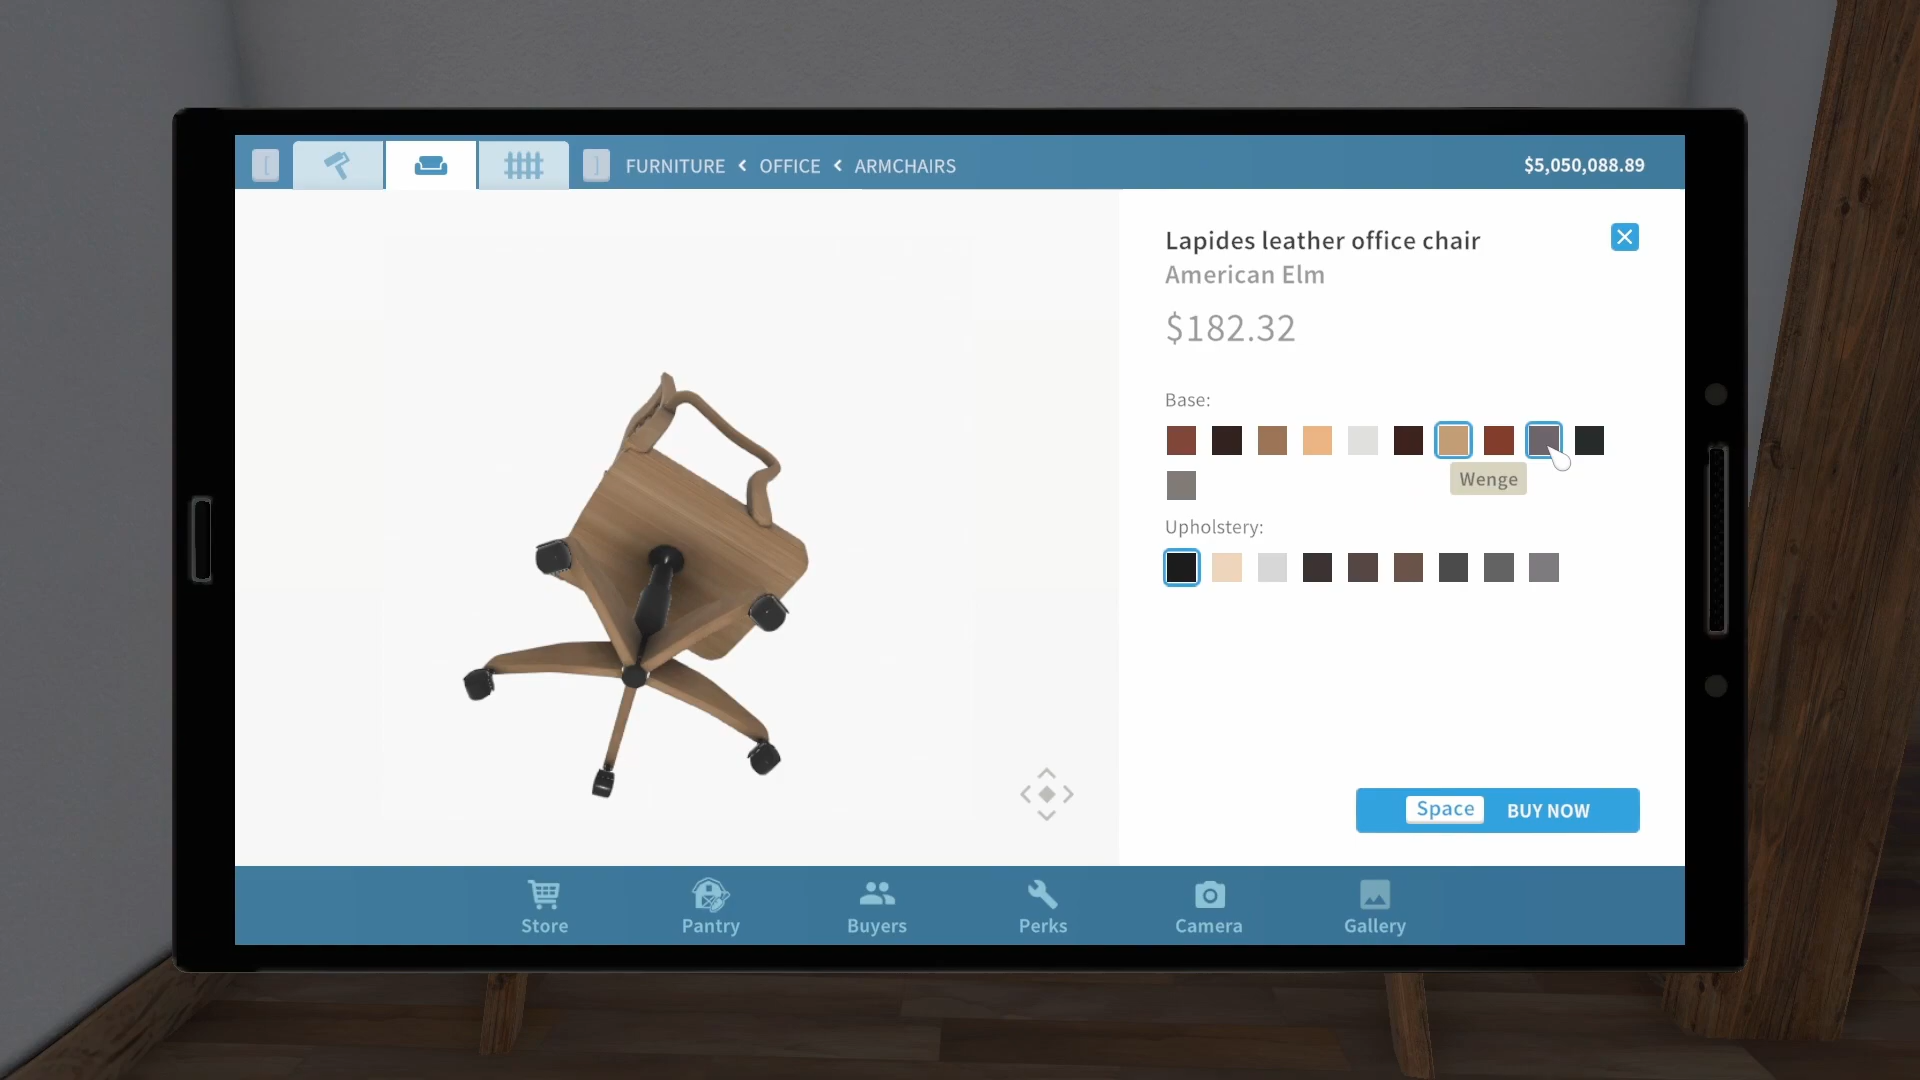 [
]
FURNITURE < OFFICE < ARMCHAIRS
$5,050,088.89
Lapides leather office chair
American Elm
$182.32
Base:
Wenge
Upholstery:
Space BUY NOW
Store
Pantry
Buyers
Perks
Camera
Gallery